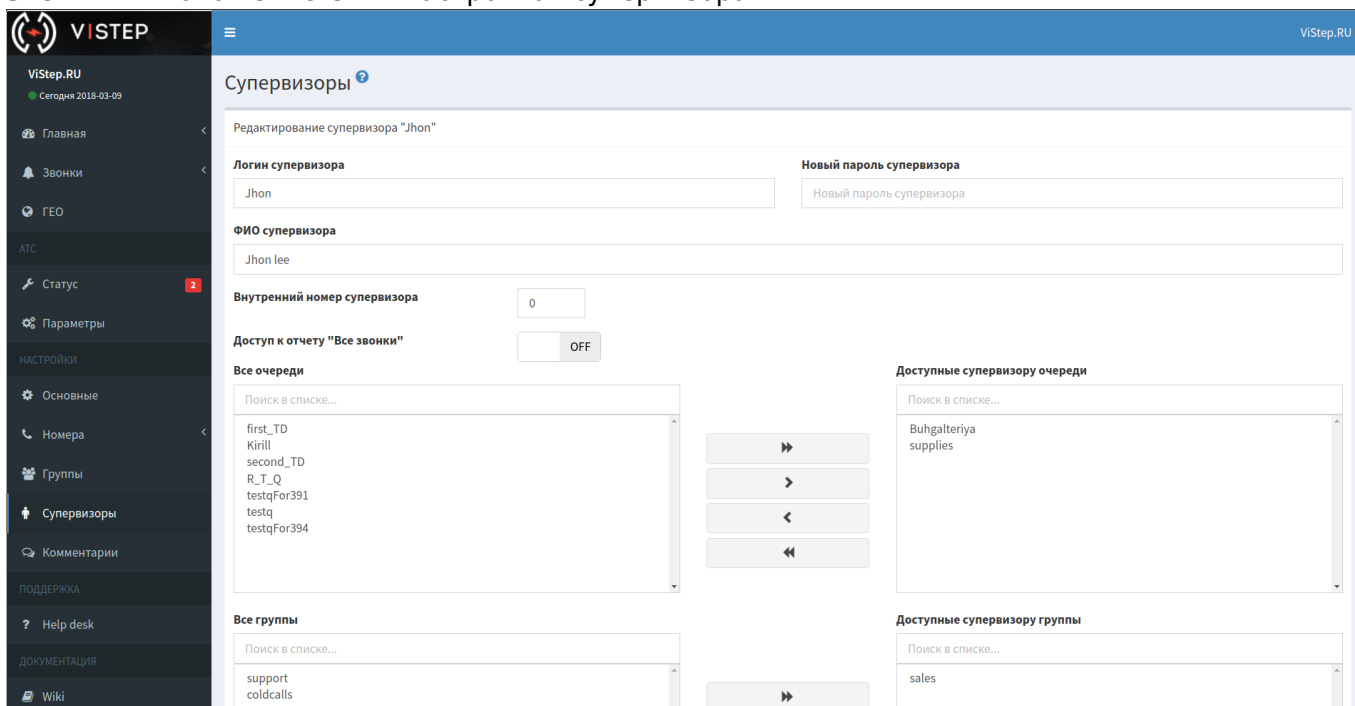 VISTEP
ViStep.RU
ViStep.RU
Сегодня 2018-03-09
Главная
Звонки
ГЕО
АТС
Статус
2
Параметры
НАСТРОЙКИ
Основные
Номера
Группы
Супервизоры
Комментарии
ПОДДЕРЖКА
Help desk
ДОКУМЕНТАЦИЯ
Wiki
Супервизоры
Редактирование супервизора "Jhon"
Логин супервизора
Jhon
Новый пароль супервизора
Новый пароль супервизора
ФИО супервизора
Jhon lee
Внутренний номер супервизора
0
Доступ к отчету "Все звонки"
OFF
Все очереди
Поиск в списке...
first_TD
Kirill
second_TD
R_T_Q
testqFor391
testq
testqFor394
Доступные супервизору очереди
Поиск в списке...
Buhgalteriya
supplies
Все группы
Поиск в списке...
support
coldcalls
Доступные супервизору группы
Поиск в списке...
sales